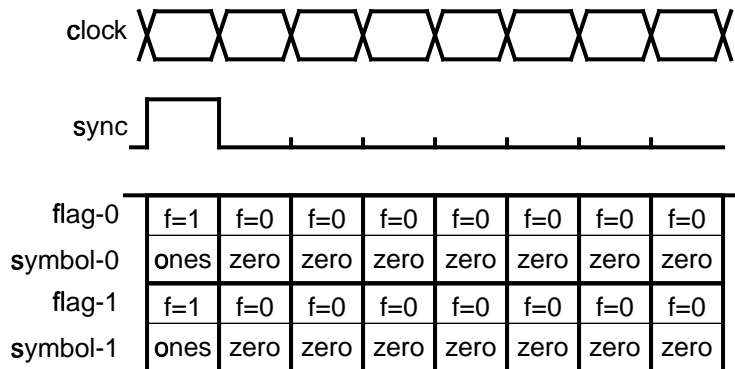 clock
sync
flag-0 f=1 f=0 f=0 f=0 f=0 f=0 f=0 f=0
symbol-0 ones zero zero zero zero zero zero zero
flag-1 f=1 f=0 f=0 f=0 f=0 f=0 f=0 f=0
symbol-1 ones zero zero zero zero zero zero zero